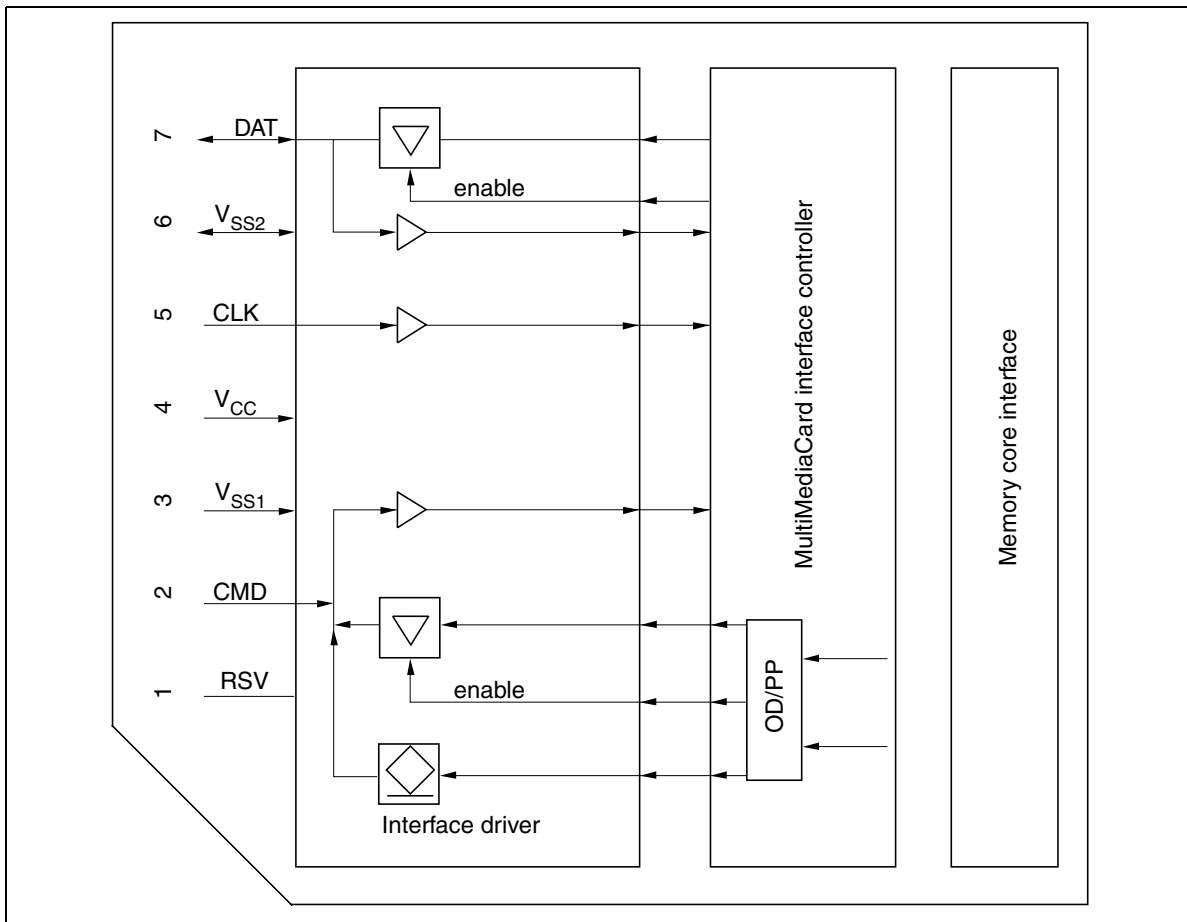 7 DAT
enable
6 VSS2
5 CLK
4 VCC
3 VSS1
2 CMD
1 RSV
enable
OD/PP
Interface driver
MultiMediaCard interface controller
Memory core interface